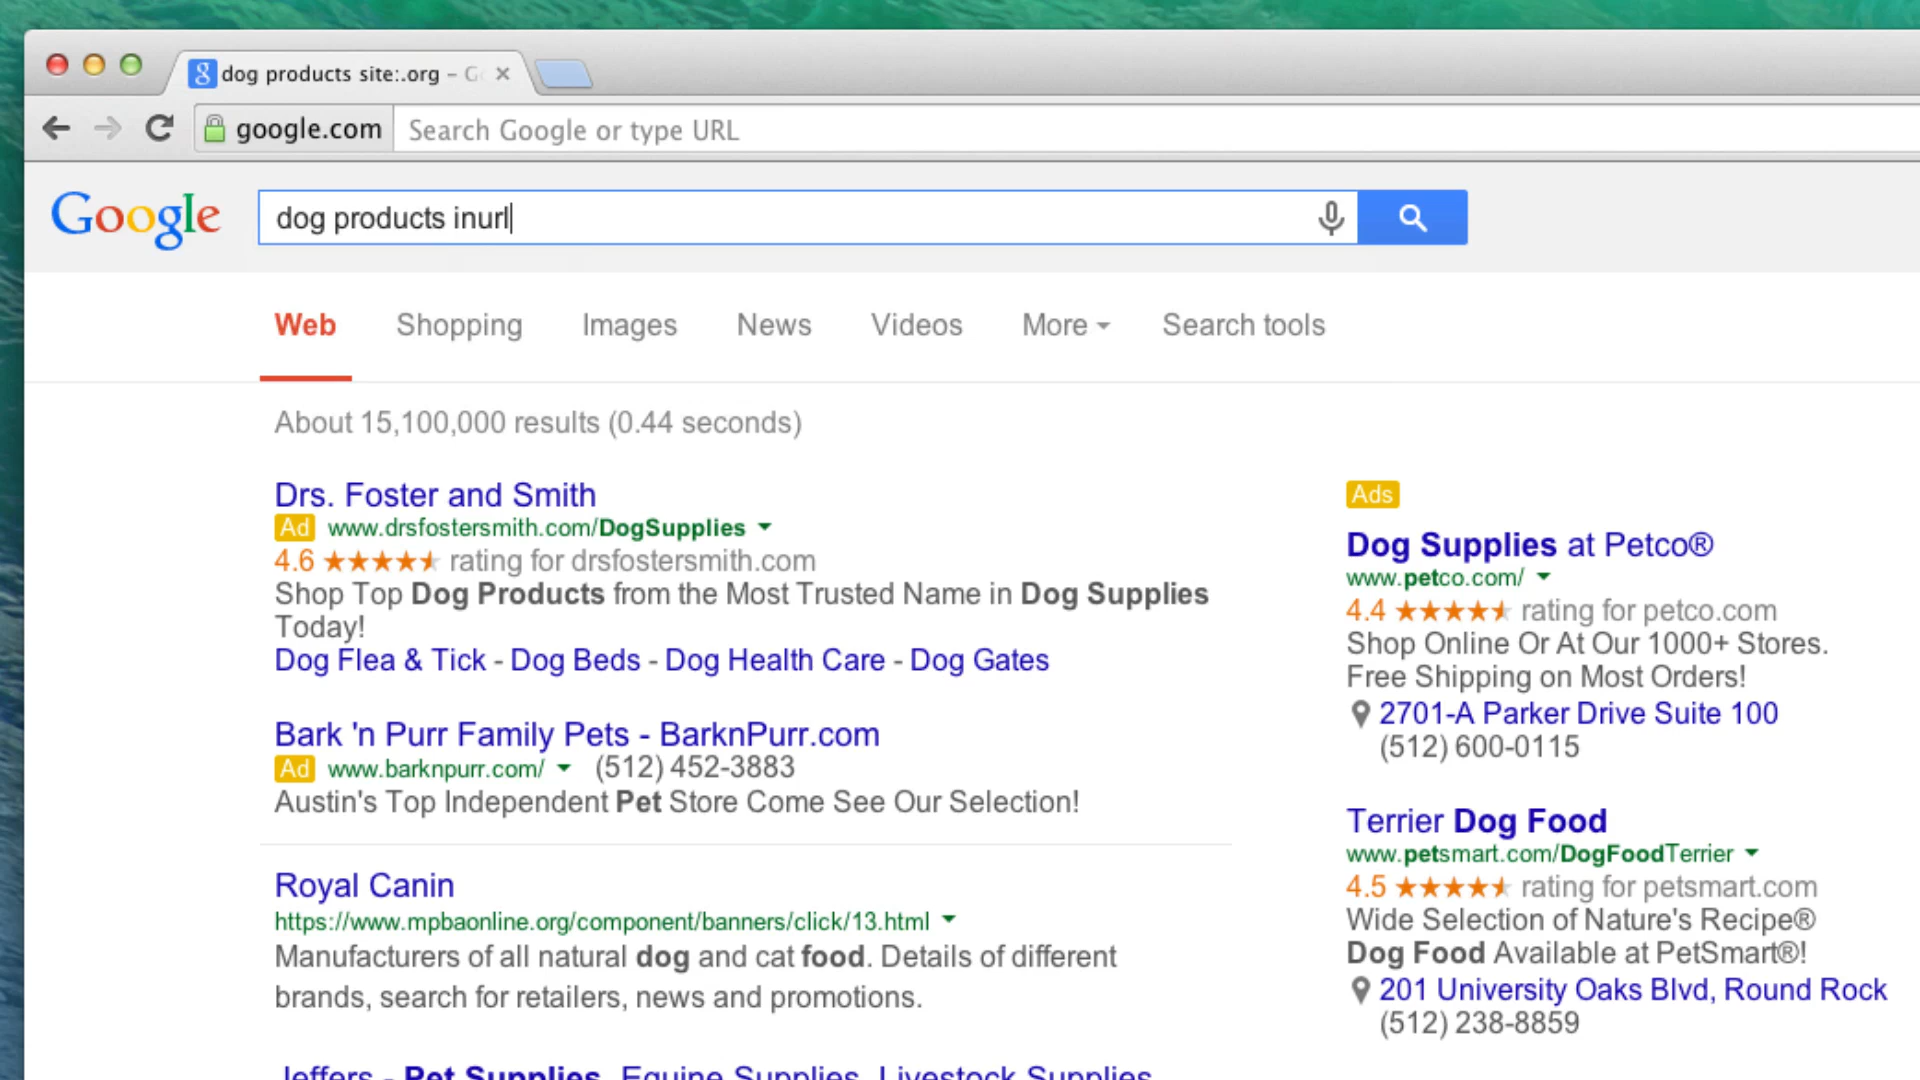 dog products site:.org – G
google.com
Search Google or type URL
Google
dog products inurl
Web Shopping Images News Videos More Search tools
About 15,100,000 results (0.44 seconds)
Drs. Foster and Smith
Ad www.drsfostersmith.com/DogSupplies
4.6 ★★★★★ rating for drsfostersmith.com
Shop Top Dog Products from the Most Trusted Name in Dog Supplies
Today!
Dog Flea & Tick - Dog Beds - Dog Health Care - Dog Gates
Bark 'n Purr Family Pets - BarknPurr.com
Ad www.barknpurr.com/ (512) 452-3883
Austin's Top Independent Pet Store Come See Our Selection!
Royal Canin
https://www.mpbaonline.org/component/banners/click/13.html
Manufacturers of all natural dog and cat food. Details of different
brands, search for retailers, news and promotions.
Jeffers - Pet Supplies, Equine Supplies, Livestock Supplies
Ads
Dog Supplies at Petco®
www.petco.com/
4.4 ★★★★★ rating for petco.com
Shop Online Or At Our 1000+ Stores.
Free Shipping on Most Orders!
2701-A Parker Drive Suite 100
(512) 600-0115
Terrier Dog Food
www.petsmart.com/DogFoodTerrier
4.5 ★★★★★ rating for petsmart.com
Wide Selection of Nature's Recipe®
Dog Food Available at PetSmart®!
201 University Oaks Blvd, Round Rock
(512) 238-8859